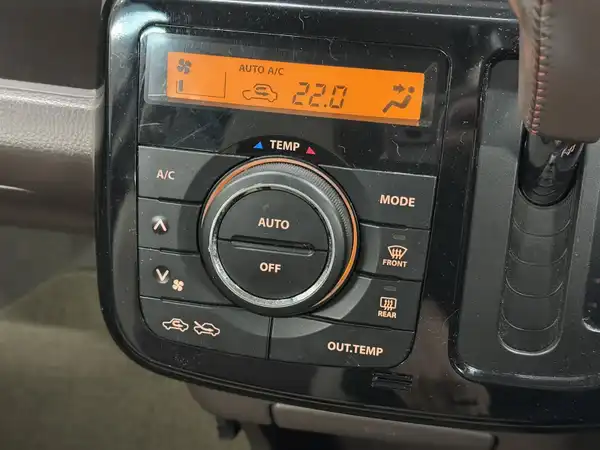 AUTO A/C
22.0
TEMP
A/C
MODE
AUTO
OFF
FRONT
REAR
OUT.TEMP